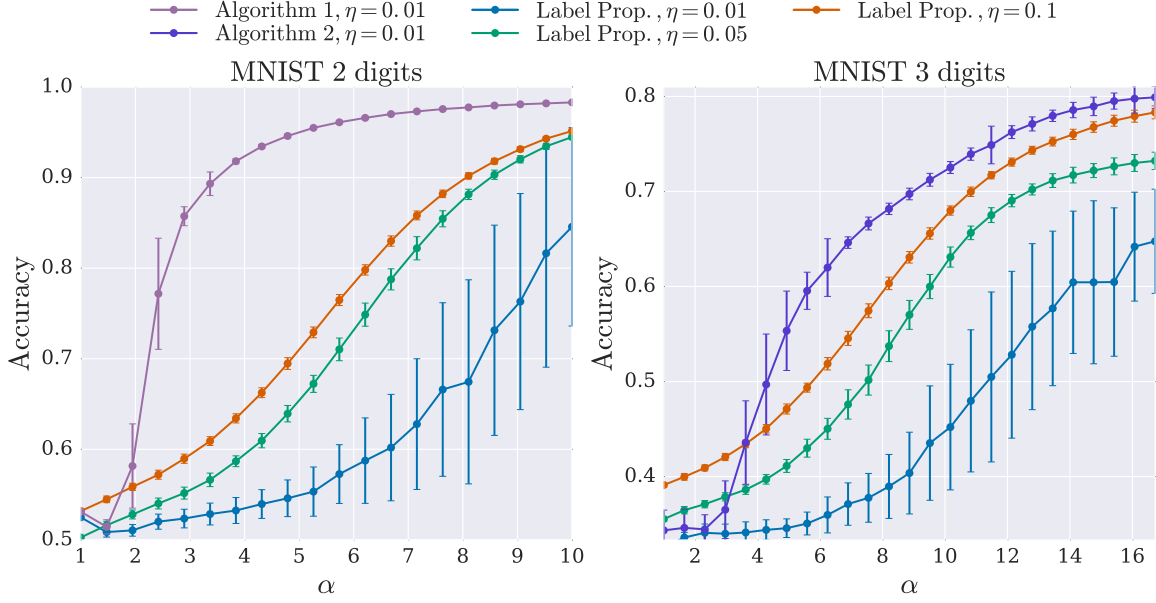 Algorithm 1, η = 0.01
Label Prop., η = 0.01
Label Prop., η = 0.1
Algorithm 2, η = 0.01
Label Prop., η = 0.05
MNIST 2 digits
MNIST 3 digits
1.0
0.9
0.8
0.7
0.6
0.5
Accuracy
1 2 3 4 5 6 7 8 9 10
α
0.8
0.7
0.6
0.5
0.4
Accuracy
2 4 6 8 10 12 14 16
α